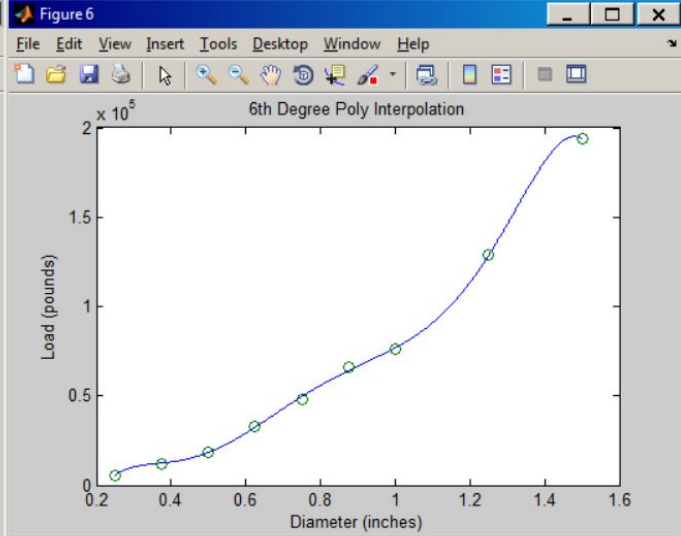 Figure 6
File Edit View Insert Tools Desktop Window Help
x 10^5
6th Degree Poly Interpolation
2
1.5
1
0.5
0
Load (pounds)
0.2 0.4 0.6 0.8 1 1.2 1.4 1.6
Diameter (inches)